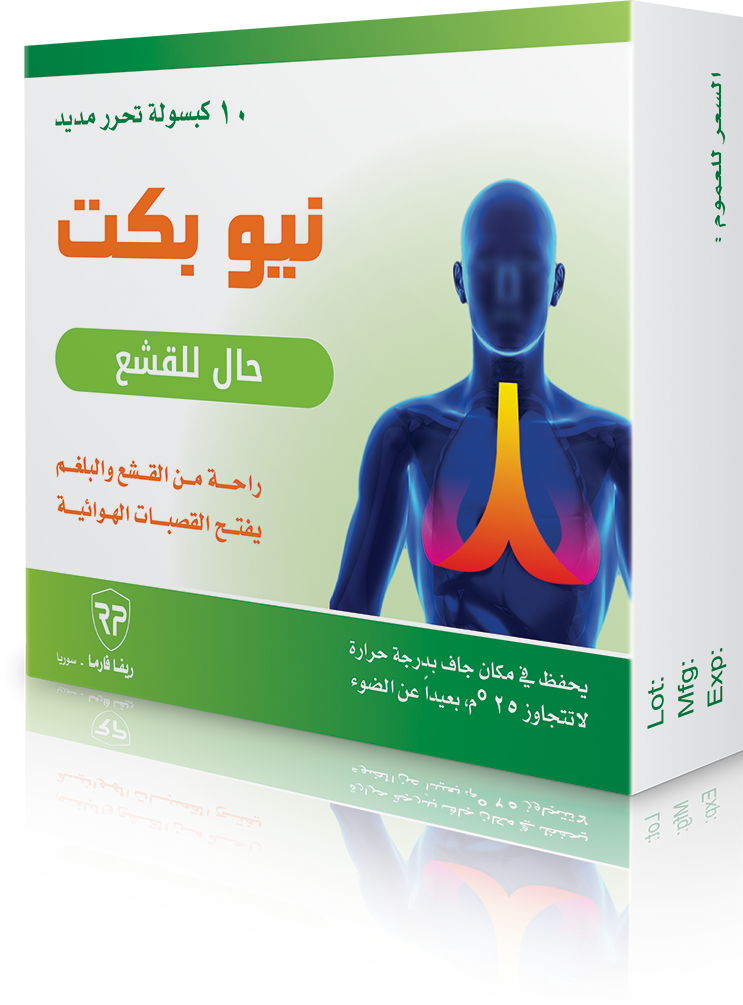 ١٠ كبسولة تحرر مديد
نيو بكت
حال للقشع
راحة من القشع والبلغم
يفتح القصبات الهوائية
RP
ريفا فارما - سوريا
يحفظ في مكان جاف بدرجة حرارة
لاتتجاوز ٢٥ °م، بعيداً عن الضوء
السعر للعموم :
Lot:
Mfg:
Exp: